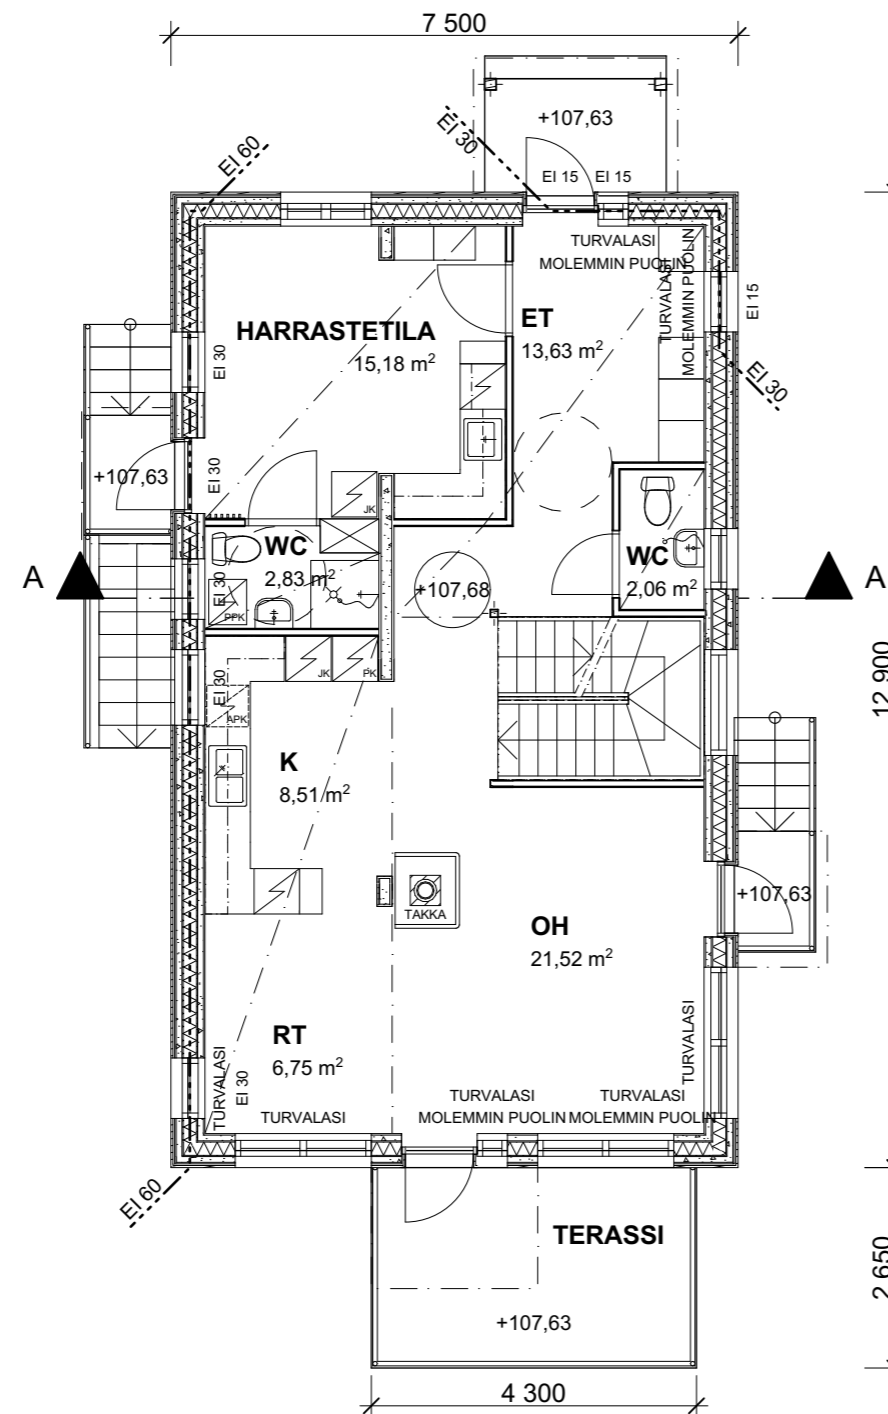 7 500
EI 60
EI 30
+107,63
EI 15 EI 15
TURVALASI
MOLEMMIN PUOLIN
TURVALASI
MOLEMMIN PUOLIN
EI 15
EI 30
HARRASTETILA
15,18 m²
ET
13,63 m²
EI 30
EI 30
+107,63
JK
WC
2,83 m²
EI 30
PPK
+107,68
WC
2,06 m²
A
A
12 900
JK
PK
EI 30
APK
K
8,51 m²
TAKKA
OH
21,52 m²
+107,63
RT
6,75 m²
TURVALASI
EI 30
TURVALASI
TURVALASI
MOLEMMIN PUOLIN
TURVALASI
MOLEMMIN PUOLIN
TURVALASI
EI 60
TERASSI
+107,63
2 650
4 300